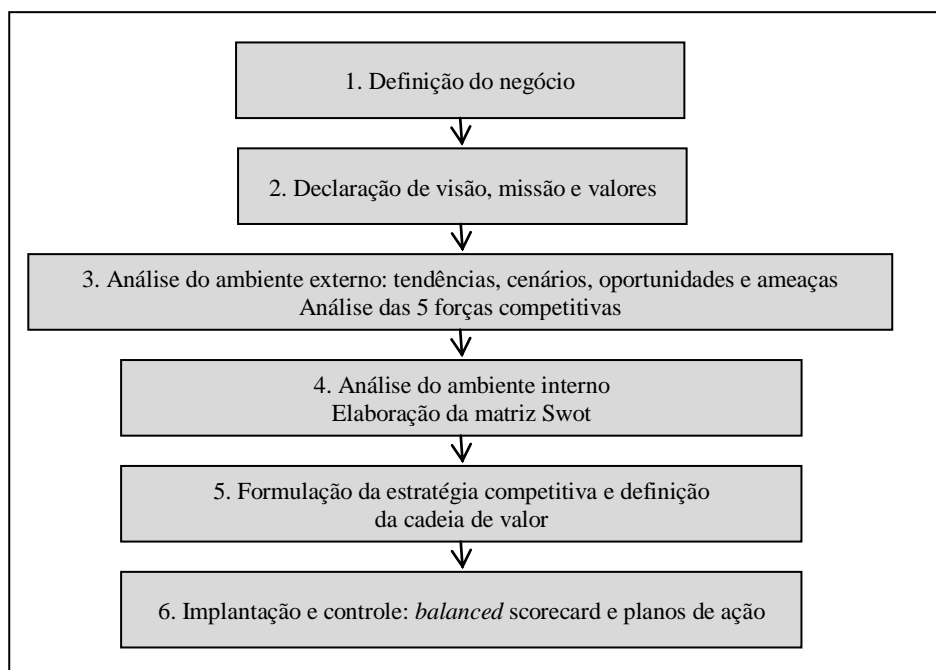 1. Definição do negócio
2. Declaração de visão, missão e valores
3. Análise do ambiente externo: tendências, cenários, oportunidades e ameaças
Análise das 5 forças competitivas
4. Análise do ambiente interno
Elaboração da matriz Swot
5. Formulação da estratégia competitiva e definição
da cadeia de valor
6. Implantação e controle: balanced scorecard e planos de ação